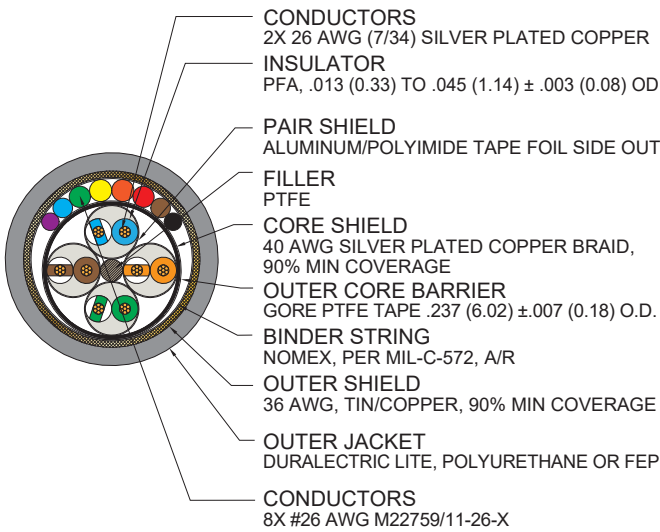 CONDUCTORS
2X 26 AWG (7/34) SILVER PLATED COPPER
INSULATOR
PFA, .013 (0.33) TO .045 (1.14) ± .003 (0.08) OD
PAIR SHIELD
ALUMINUM/POLYIMIDE TAPE FOIL SIDE OUT
FILLER
PTFE
CORE SHIELD
40 AWG SILVER PLATED COPPER BRAID,
90% MIN COVERAGE
OUTER CORE BARRIER
GORE PTFE TAPE .237 (6.02) ±.007 (0.18) O.D.
BINDER STRING
NOMEX, PER MIL-C-572, A/R
OUTER SHIELD
36 AWG, TIN/COPPER, 90% MIN COVERAGE
OUTER JACKET
DURALECTRIC LITE, POLYURETHANE OR FEP
CONDUCTORS
8X #26 AWG M22759/11-26-X